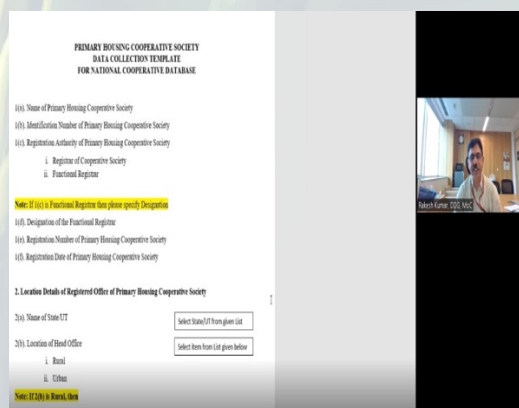 PRIMARY HOUSING COOPERATIVE SOCIETY
DATA COLLECTION TEMPLATE
FOR NATIONAL COOPERATIVE DATABASE
1(a). Name of Primary Housing Cooperative Society
1(b). Identification Number of Primary Housing Cooperative Society
1(c). Registration Authority of Primary Housing Cooperative Society
i. Registrar of Cooperative Society
ii. Functional Registrar
Note: If 1(c) is Functional Registrar then please specify Designation
1(d). Designation of the Functional Registrar
1(e). Registration Number of Primary Housing Cooperative Society
1(f). Registration Date of Primary Housing Cooperative Society
2. Location Details of Registered Office of Primary Housing Cooperative Society
2(a). Name of State/UT
Select State/UT from given List
2(b). Location of Head Office
Select item from List given below
i. Rural
ii. Urban
Note: If 2(b) is Rural, then
Rakesh Kumar, DDG, MoC